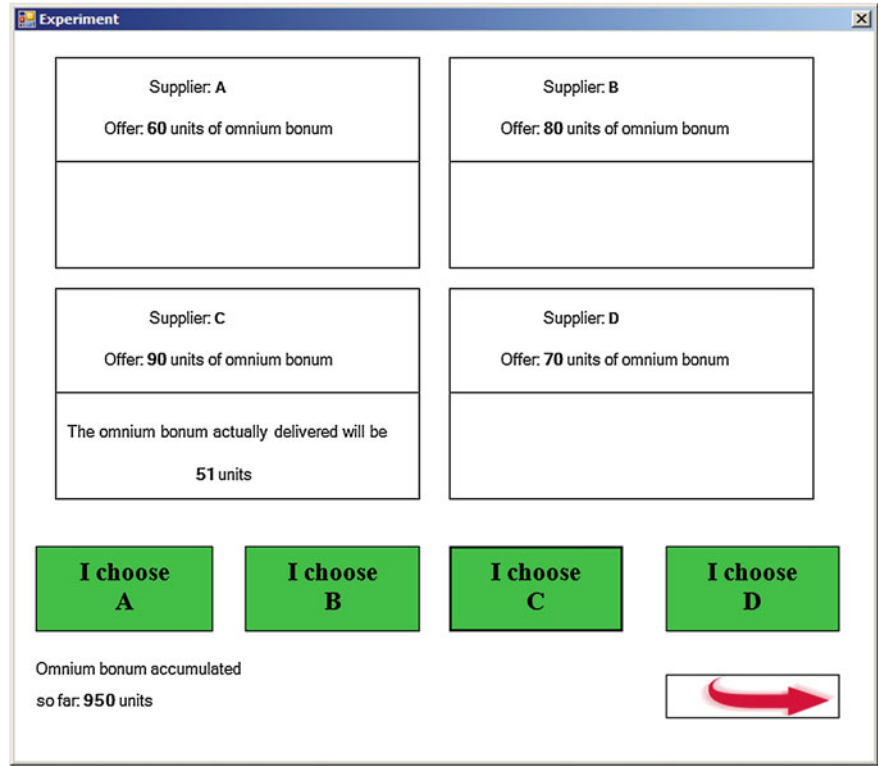 Experiment
Supplier: A
Offer: 60 units of omnium bonum
Supplier: B
Offer: 80 units of omnium bonum
Supplier: C
Offer: 90 units of omnium bonum
The omnium bonum actually delivered will be
51 units
Supplier: D
Offer: 70 units of omnium bonum
I choose
A
I choose
B
I choose
C
I choose
D
Omnium bonum accumulated
so far: 950 units